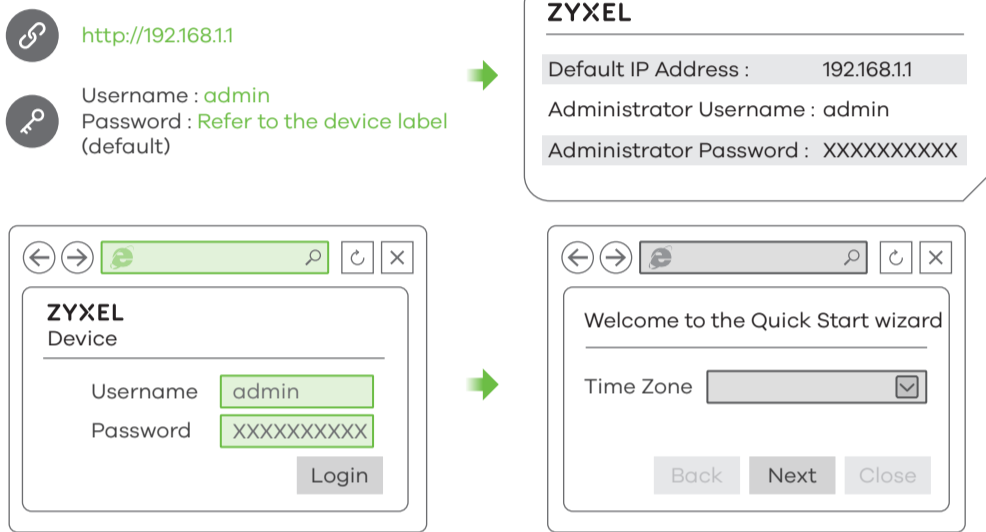 http://192.168.1.1
Username : admin
Password : Refer to the device label
(default)
ZYXEL
Default IP Address : 192.168.1.1
Administrator Username : admin
Administrator Password : XXXXXXXXXX
ZYXEL
Device
Username admin
Password XXXXXXXXXX
Login
Welcome to the Quick Start wizard
Time Zone
Back Next Close